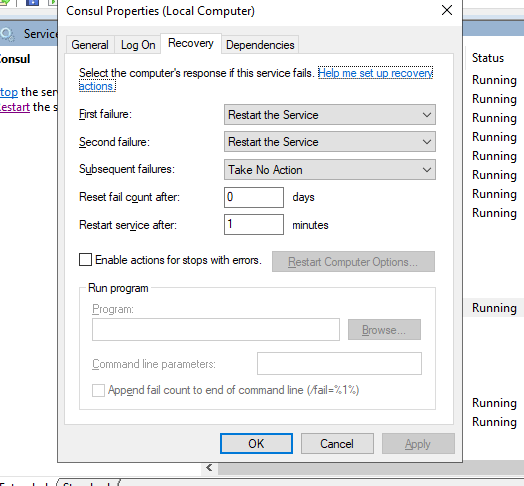 Consul Properties (Local Computer)
Service
onsul
top the serv
estart the s
General
Log On
Recovery
Dependencies
Select the computer's response if this service fails. Help me set up recovery
actions.
First failure:
Restart the Service
Second failure:
Restart the Service
Subsequent failures:
Take No Action
Reset fail count after:
0
days
Restart service after:
1
minutes
Enable actions for stops with errors.
Restart Computer Options...
Run program
Program:
Browse...
Command line parameters:
Append fail count to end of command line (/fail=%1%)
OK
Cancel
Apply
Status
Running
Running
Running
Running
Running
Running
Running
Running
Running
Running
Running